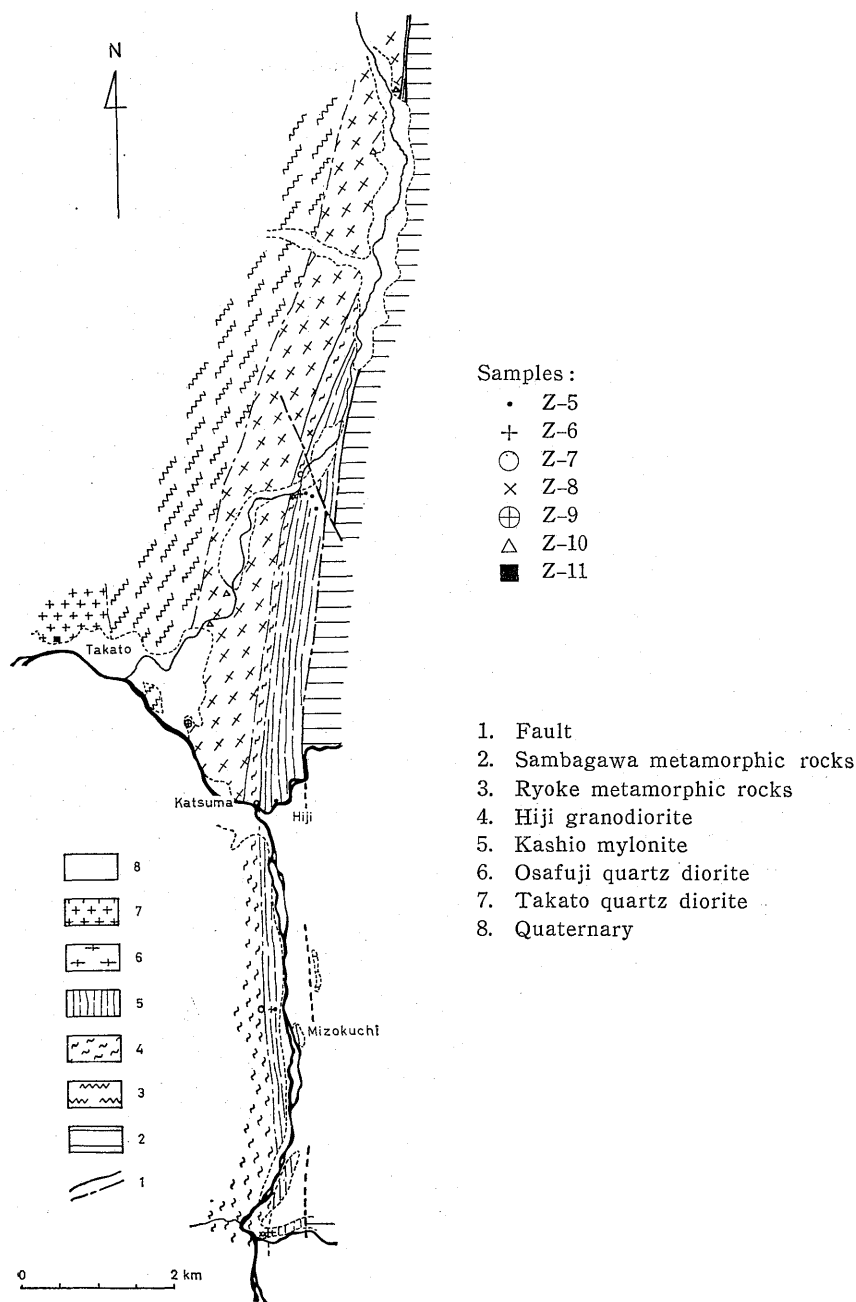 N
Samples :
• Z-5
+ Z-6
○ Z-7
× Z-8
⊕ Z-9
△ Z-10
■ Z-11
Takato
Katsuma
Hiji
Mizokuchi
1. Fault
2. Sambagawa metamorphic rocks
3. Ryoke metamorphic rocks
4. Hiji granodiorite
5. Kashio mylonite
6. Osafuji quartz diorite
7. Takato quartz diorite
8. Quaternary
8
7
6
5
4
3
2
1
0 2 km